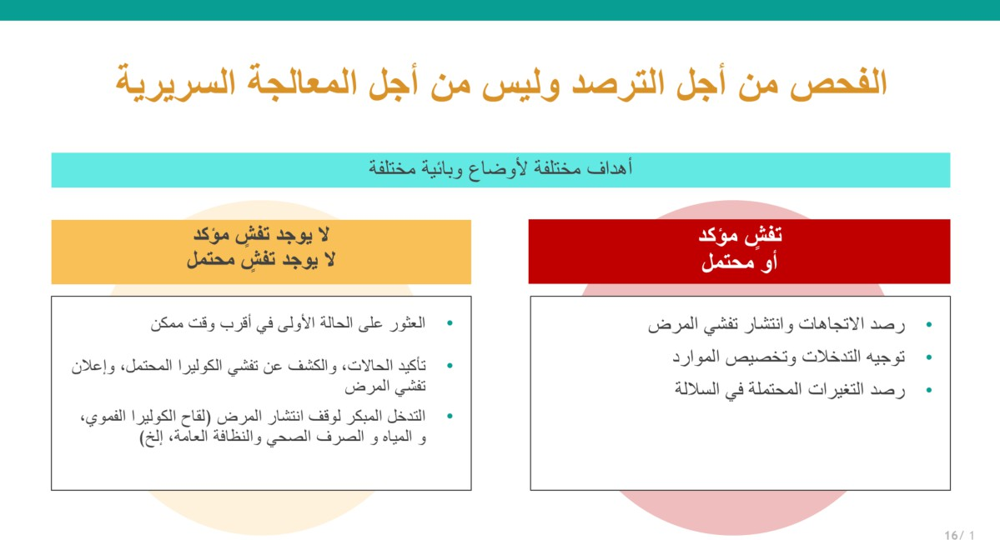 الفحص من أجل الترصد وليس من أجل المعالجة السريرية
أهداف مختلفة لأوضاع وبائية مختلفة
تفشٍ مؤكد
أو محتمل
• رصد الاتجاهات وانتشار تفشي المرض
• توجيه التدخلات وتخصيص الموارد
• رصد التغيرات المحتملة في السلالة
لا يوجد تفشٍ مؤكد
لا يوجد تفشٍ محتمل
• العثور على الحالة الأولى في أقرب وقت ممكن
• تأكيد الحالات، والكشف عن تفشي الكوليرا المحتمل، وإعلان
تفشي المرض
• التدخل المبكر لوقف انتشار المرض (لقاح الكوليرا الفموي،
و المياه و الصرف الصحي والنظافة العامة، إلخ)
16/ 1